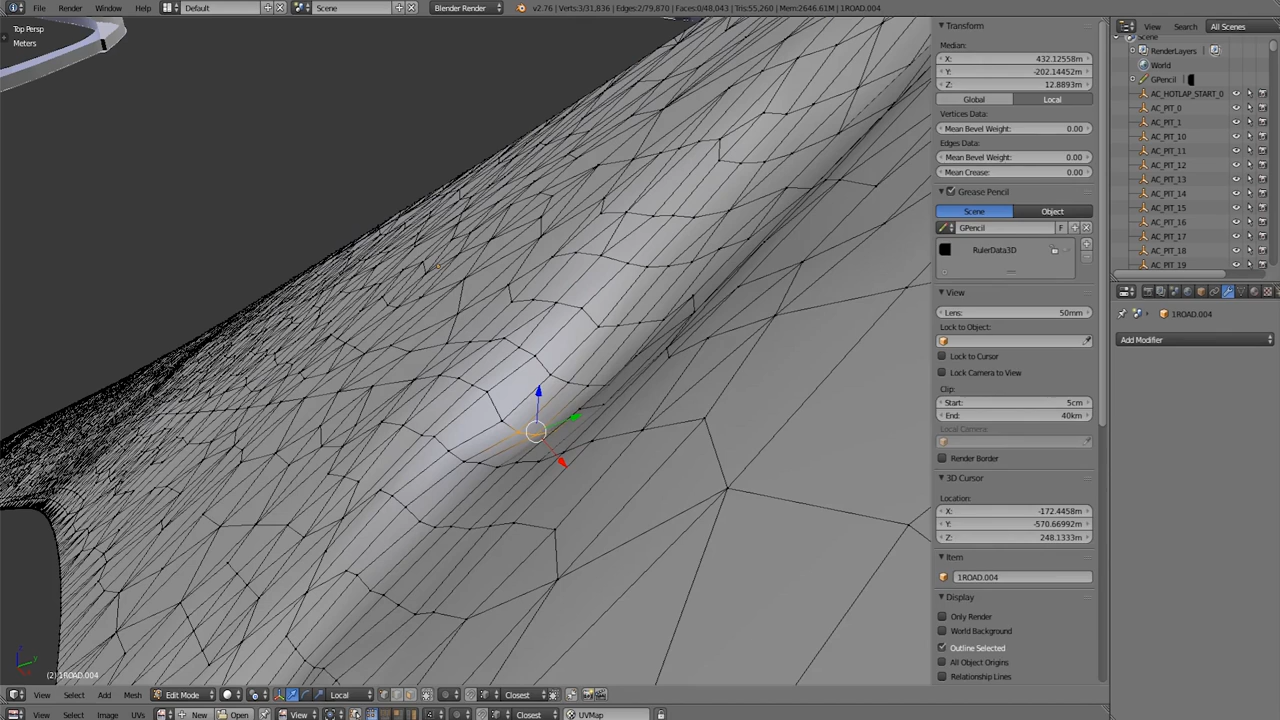 File Render Window Help Default Scene Blender Render v2.76 | Verts:3/31,836 | Edges:2/79,870 | Faces:0/48,043 | Tris:55,260 | Mem:2646.61M | 1ROAD.004
Top Persp
Meters
(2) 1ROAD.004
View Select Add Mesh Edit Mode Local Closest
View Select Image UVs New Open View Closest UVMap
Transform
Median:
X: 432.12558m
Y: -202.14452m
Z: 12.8893m
Global Local
Vertices Data:
Mean Bevel Weight: 0.00
Edges Data:
Mean Bevel Weight: 0.00
Mean Crease: 0.00
Grease Pencil
Scene Object
GPencil F
RulerData3D
View
Lens: 50mm
Lock to Object:
Lock to Cursor
Lock Camera to View
Clip:
Start: 5cm
End: 40km
Local Camera:
Render Border
3D Cursor
Location:
X: -172.4458m
Y: -570.66992m
Z: 248.1333m
Item
1ROAD.004
Display
Only Render
World Background
Outline Selected
All Object Origins
Relationship Lines
View Search All Scenes
Scene
RenderLayers
World
GPencil
AC_HOTLAP_START_0
AC_PIT_0
AC_PIT_1
AC_PIT_10
AC_PIT_11
AC_PIT_12
AC_PIT_13
AC_PIT_14
AC_PIT_15
AC_PIT_16
AC_PIT_17
AC_PIT_18
AC_PIT_19
1ROAD.004
Add Modifier